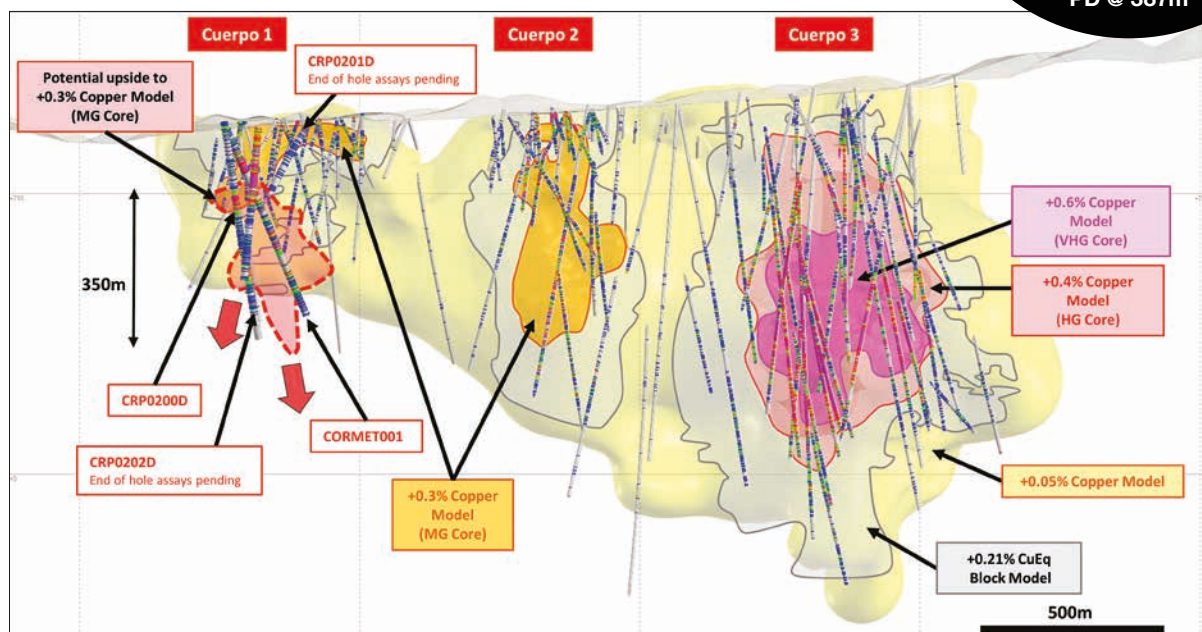 PD @ 387m
Cuerpo 1
Cuerpo 2
Cuerpo 3
CRP0201D
End of hole assays pending
Potential upside to
+0.3% Copper Model
(MG Core)
350m
+0.6% Copper
Model
(VHG Core)
+0.4% Copper
Model
(HG Core)
CRP0200D
CRP0202D
End of hole assays pending
CORMET001
+0.3% Copper
Model
(MG Core)
+0.05% Copper Model
+0.21% CuEq
Block Model
500m